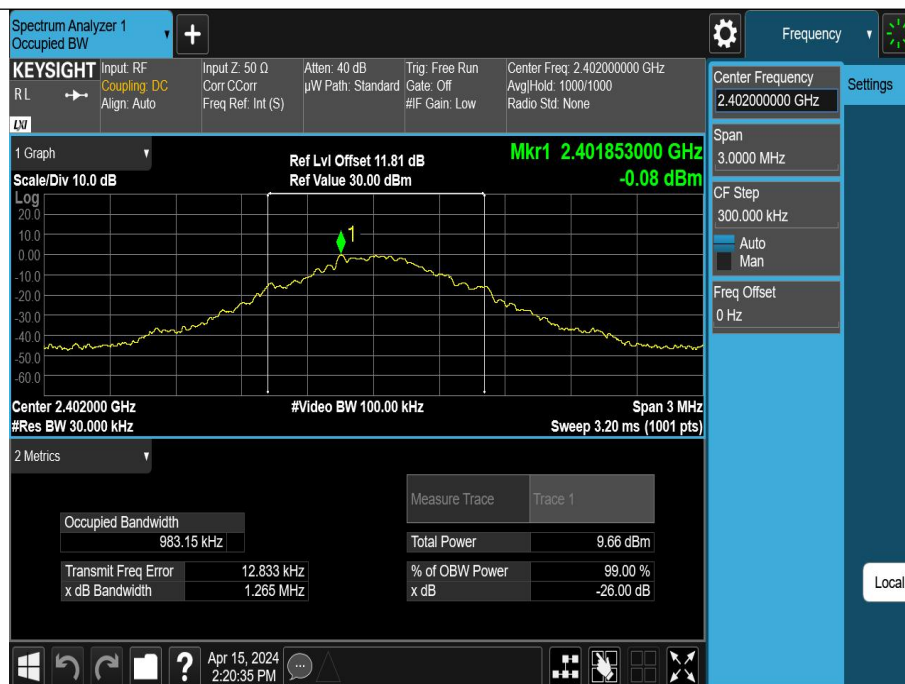 Spectrum Analyzer 1
Occupied BW
Frequency
KEYSIGHT
RL
LXI
Input: RF
Coupling: DC
Align: Auto
Input Z: 50 Ω
Corr CCorr
Freq Ref: Int (S)
Atten: 40 dB
µW Path: Standard
Trig: Free Run
Gate: Off
#IF Gain: Low
Center Freq: 2.402000000 GHz
Avg|Hold: 1000/1000
Radio Std: None
Center Frequency
2.402000000 GHz
Settings
Span
3.0000 MHz
CF Step
300.000 kHz
Auto
Man
Freq Offset
0 Hz
Local
1 Graph
Scale/Div 10.0 dB
Ref Lvl Offset 11.81 dB
Ref Value 30.00 dBm
Mkr1 2.401853000 GHz
-0.08 dBm
Log
20.0
10.0
0.00
-10.0
-20.0
-30.0
-40.0
-50.0
-60.0
1
Center 2.402000 GHz
#Res BW 30.000 kHz
#Video BW 100.00 kHz
Span 3 MHz
Sweep 3.20 ms (1001 pts)
2 Metrics
Measure Trace Trace 1
Occupied Bandwidth
983.15 kHz
Total Power 9.66 dBm
Transmit Freq Error 12.833 kHz
% of OBW Power 99.00 %
x dB Bandwidth 1.265 MHz
x dB -26.00 dB
?
Apr 15, 2024
2:20:35 PM